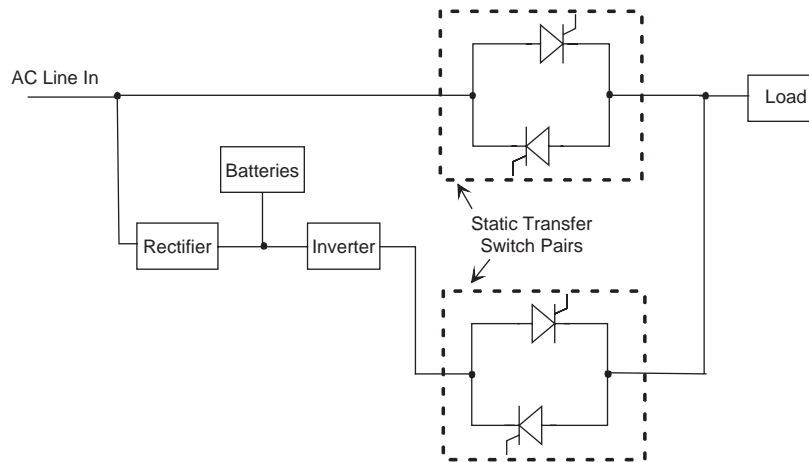 AC Line In
Load
Batteries
Rectifier
Inverter
Static Transfer
Switch Pairs